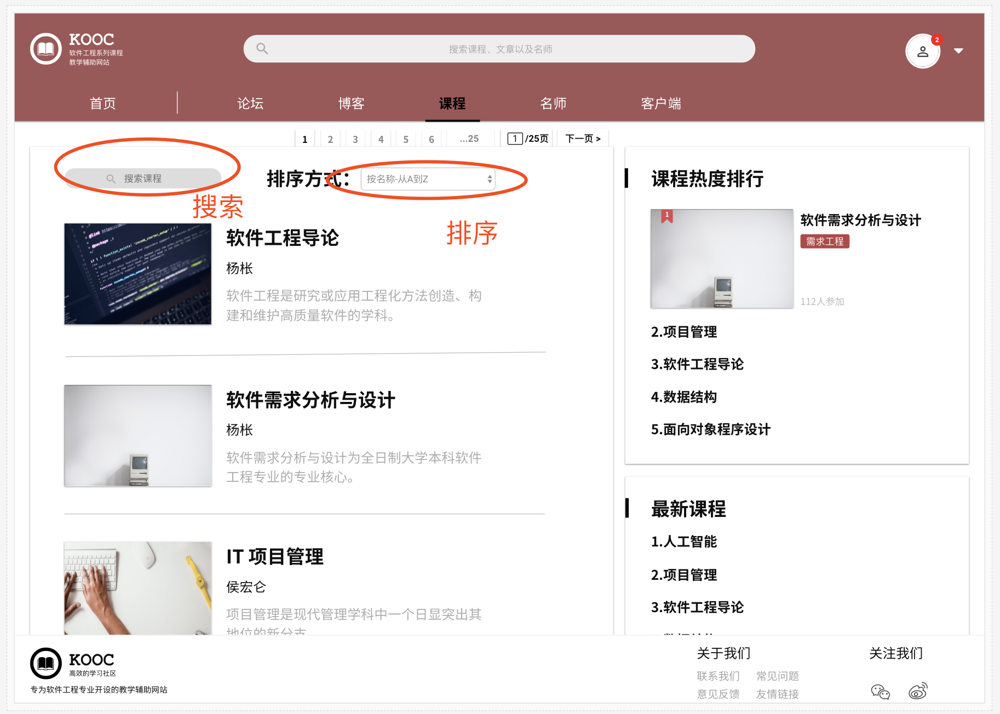 KOOC
软件工程系列课程
教学辅助网站
搜索课程、文章以及名师
2
首页
论坛
博客
课程
名师
客户端
1 2 3 4 5 6 ...25 1 /25页 下一页 >
搜索课程
排序方式：
按名称-从A到Z
搜索
排序
软件工程导论
杨枨
软件工程是研究或应用工程化方法创造、构
建和维护高质量软件的学科。
软件需求分析与设计
杨枨
软件需求分析与设计为全日制大学本科软件
工程专业的专业核心。
IT 项目管理
侯宏仑
项目管理是现代管理学科中一个日显突出其
地位的新分支
课程热度排行
1
软件需求分析与设计
需求工程
112人参加
2.项目管理
3.软件工程导论
4.数据结构
5.面向对象程序设计
最新课程
1.人工智能
2.项目管理
3.软件工程导论
KOOC
高效的学习社区
专为软件工程专业开设的教学辅助网站
关于我们
联系我们 常见问题
意见反馈 友情链接
关注我们